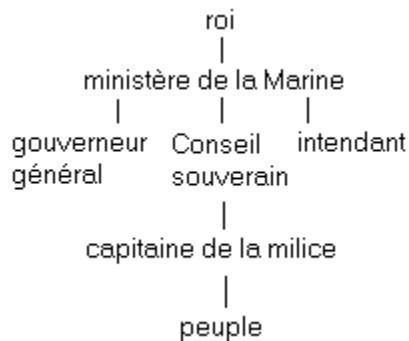 roi
ministère de la Marine
gouverneur général
Conseil souverain
intendant
capitaine de la milice
peuple